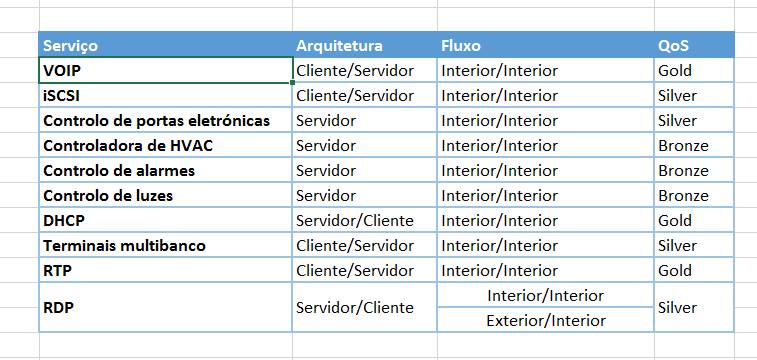 Serviço Arquitetura Fluxo QoS
VOIP Cliente/Servidor Interior/Interior Gold
iSCSI Cliente/Servidor Interior/Interior Silver
Controlo de portas eletrónicas Servidor Interior/Interior Silver
Controladora de HVAC Servidor Interior/Interior Bronze
Controlo de alarmes Servidor Interior/Interior Bronze
Controlo de luzes Servidor Interior/Interior Bronze
DHCP Servidor/Cliente Interior/Interior Gold
Terminais multibanco Cliente/Servidor Interior/Interior Silver
RTP Cliente/Servidor Interior/Interior Gold
RDP Servidor/Cliente Interior/Interior Silver
Exterior/Interior